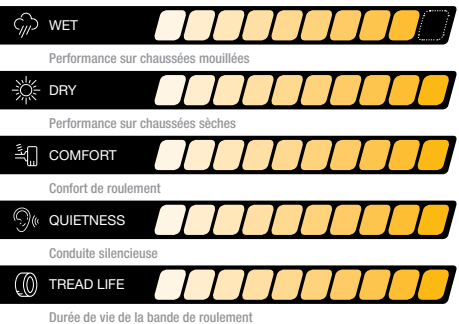 WET
Performance sur chaussées mouillées
DRY
Performance sur chaussées sèches
COMFORT
Confort de roulement
QUIETNESS
Conduite silencieuse
TREAD LIFE
Durée de vie de la bande de roulement